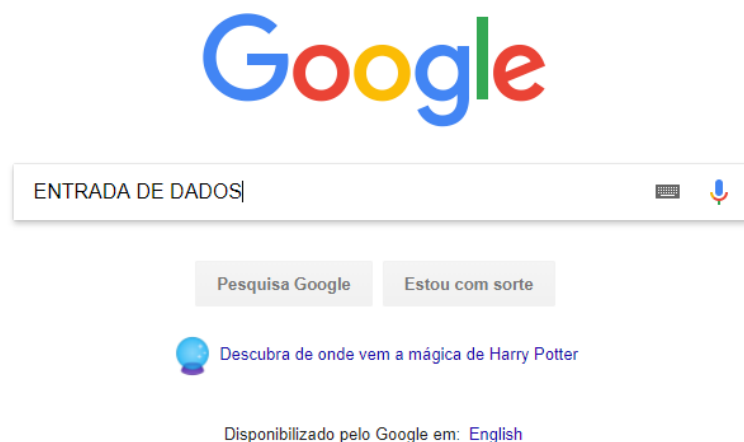 Google
ENTRADA DE DADOS
Pesquisa Google Estou com sorte
Descubra de onde vem a mágica de Harry Potter
Disponibilizado pelo Google em: English